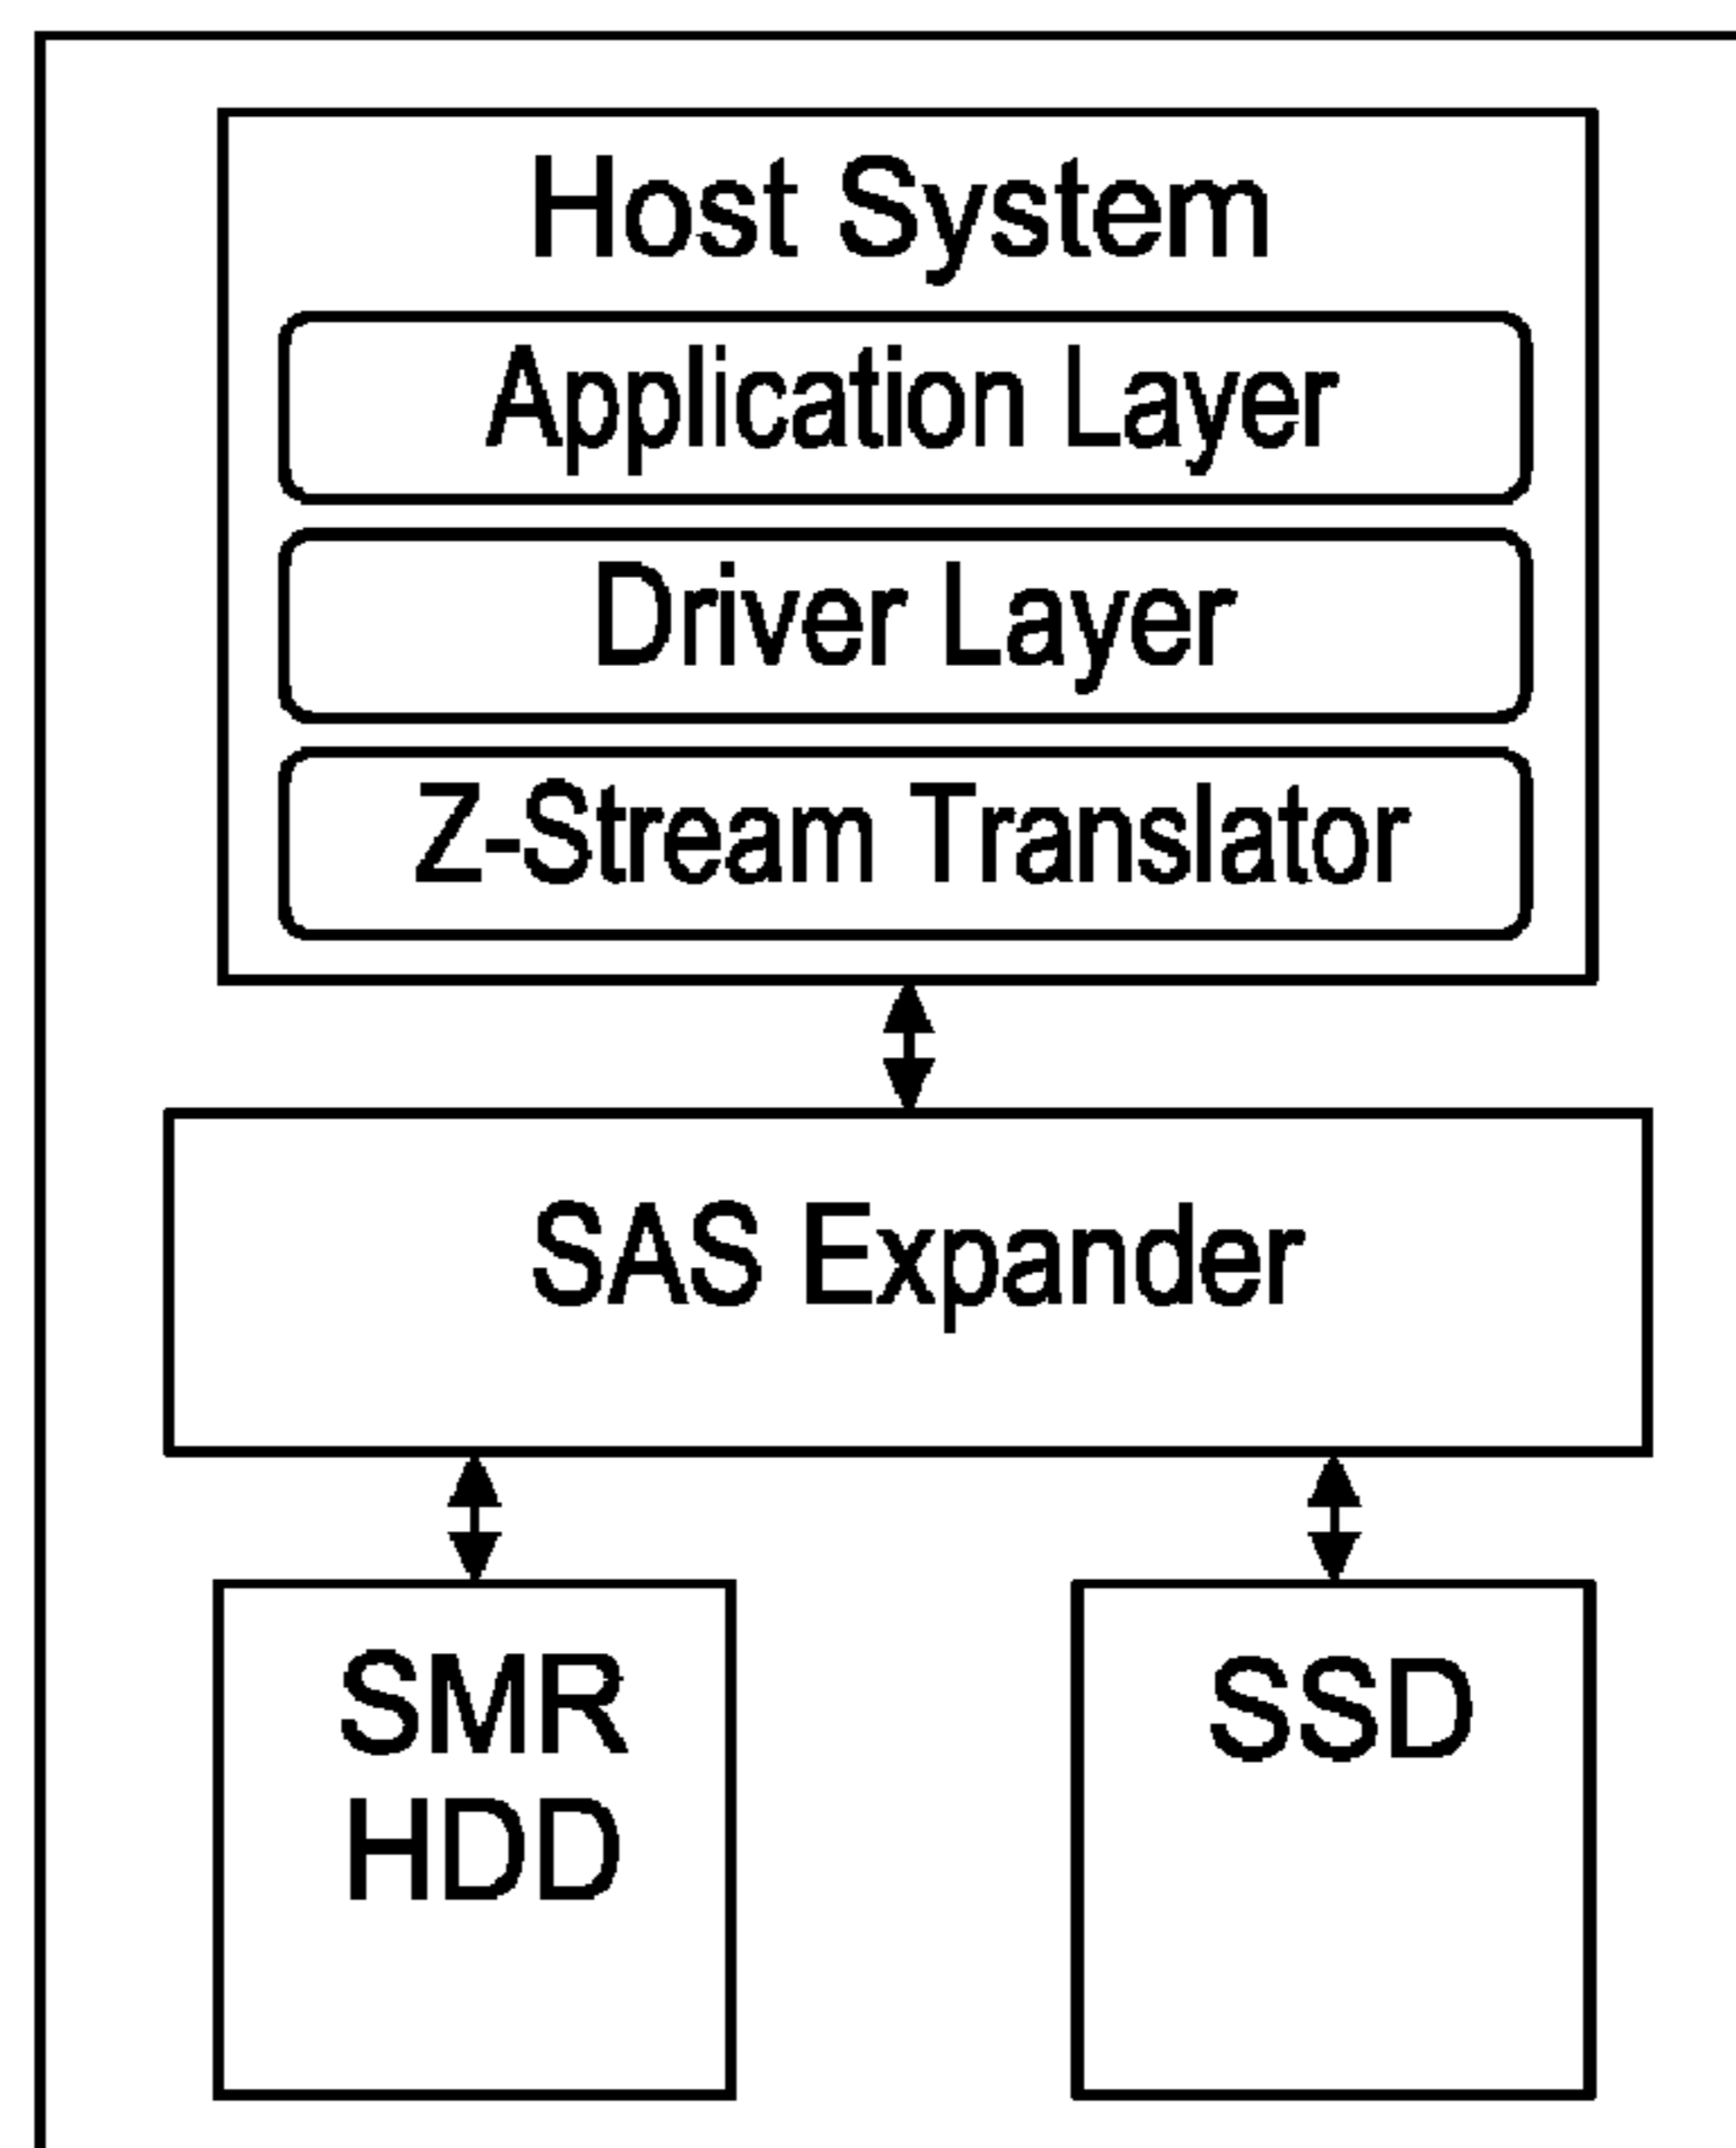 Host System
Application Layer
Driver Layer
Z-Stream Translator
SAS Expander
SMR
HDD
SSD